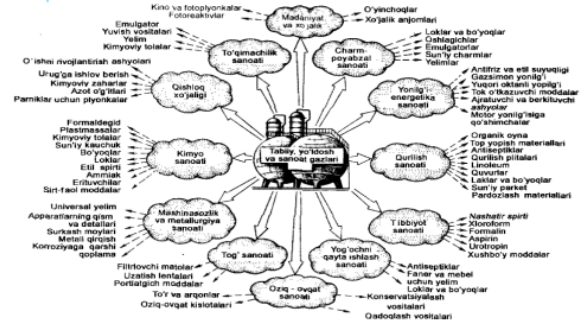 Kino va fotoplyonkalar
Fotoreaktivlar
Madaniyat
va xo'jalik
O'yinchoqlar
Xo'jalik anjomlari
Emulgator
Yuvish vositalari
Yelim
Kimyoviy tolalar
To'qimachilik
sanoati
Charm-
poyabzal
sanoati
Loklar va bo'yoqlar
Oshlagichlar
Emulgatorlar
Sun'iy charmlar
Yelimlar
O'ishni rivojlantirish ashyolari
Urug'ga ishlov berish
Kimyoviy zaharlar
Azot o'g'itlari
Parniklar uchun plyonkalar
Qishloq
xo'jaligi
Yonilg'i
energetika
sanoati
Antifriz va etil suyuqligi
Gazsimon yonilg'i
Yuqori oktanli yopilg'i
Tok o'tkazuvchi moddalar
Ajratuvchi va berkituvchi
ashyolar
Motor yonilg'isiga
qo'shimchalar
Formaldegid
Plastmassalar
Kimyoviy tolalar
Sun'iy kauchuk
Bo'yoqlar
Loklar
Etil spirti
Ammiak
Erituvchilar
Sirt-faol moddalar
Kimyo
sanoati
Tabiiy, yo'ldosh
va sanoat gazlari
Qurilish
sanoati
Organik oyna
Top yopish materiallari
Antiseptiklar
Qurilish plitalari
Linoleum
Quvurlar
Laklar va bo'yoqlar
Sun'iy parket
Pardozlash materiallari
Universal yelim
Apparatlarning qism
va detallari
Surkash moylari
Metall qirqish
Korroziyaga qarshi
qoplama
Mashinasozlik
va metallurgiya
sanoati
Tibbiyot
sanoati
Nashatir spirti
Xloroform
Formalin
Aspirin
Urotropin
Xushbo'y moddalar
Tog' sanoati
Filtrlovchi matolar
Uzatish lentalari
Portlatgich moddalar
Yog'ochni
qayta ishlash
sanoati
Antiseptiklar
Faner va mebel
uchun yelim
Loklar va bo'yoqlar
Oziq - ovqat
sanoati
To'r va arqonlar
Oziq-ovqat kislotalari
Konservatsiyalash
vositalari
Qadoqlash vositalari